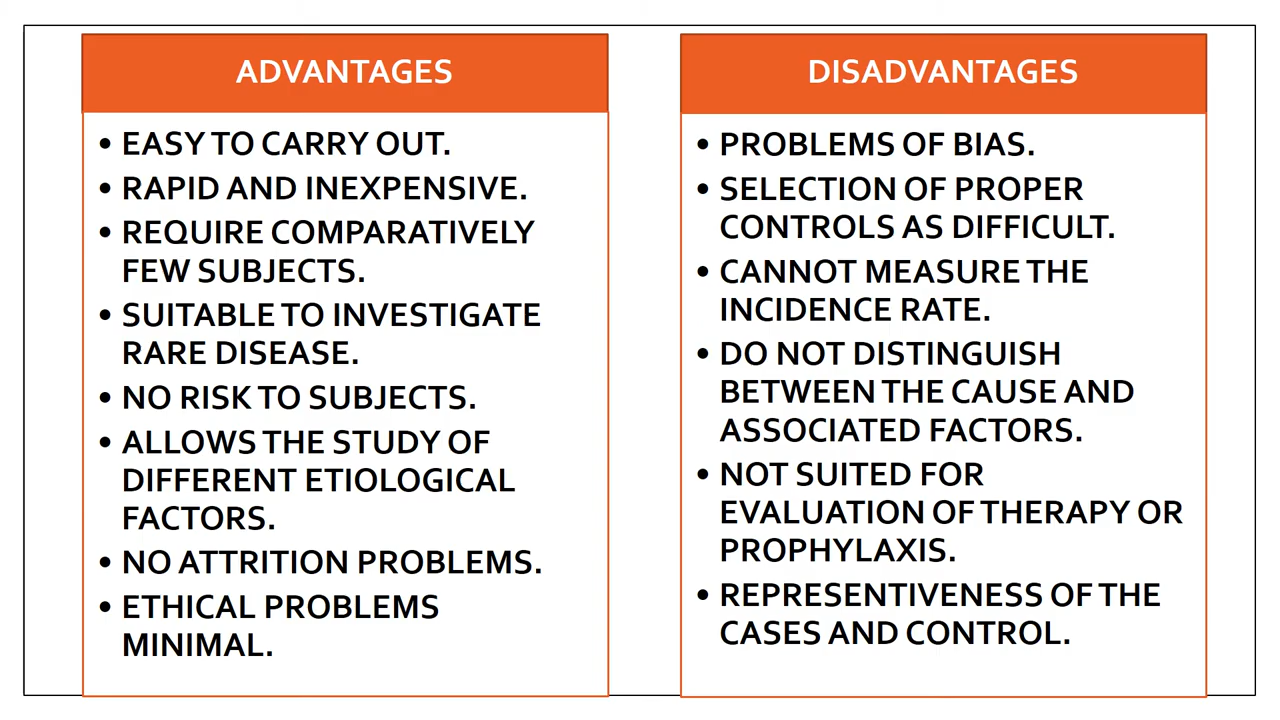 ADVANTAGES
• EASY TO CARRY OUT.
• RAPID AND INEXPENSIVE.
• REQUIRE COMPARATIVELY
FEW SUBJECTS.
• SUITABLE TO INVESTIGATE
RARE DISEASE.
• NO RISK TO SUBJECTS.
• ALLOWS THE STUDY OF
DIFFERENT ETIOLOGICAL
FACTORS.
• NO ATTRITION PROBLEMS.
• ETHICAL PROBLEMS
MINIMAL.
DISADVANTAGES
• PROBLEMS OF BIAS.
• SELECTION OF PROPER
CONTROLS AS DIFFICULT.
• CANNOT MEASURE THE
INCIDENCE RATE.
• DO NOT DISTINGUISH
BETWEEN THE CAUSE AND
ASSOCIATED FACTORS.
• NOT SUITED FOR
EVALUATION OF THERAPY OR
PROPHYLAXIS.
• REPRESENTIVENESS OF THE
CASES AND CONTROL.